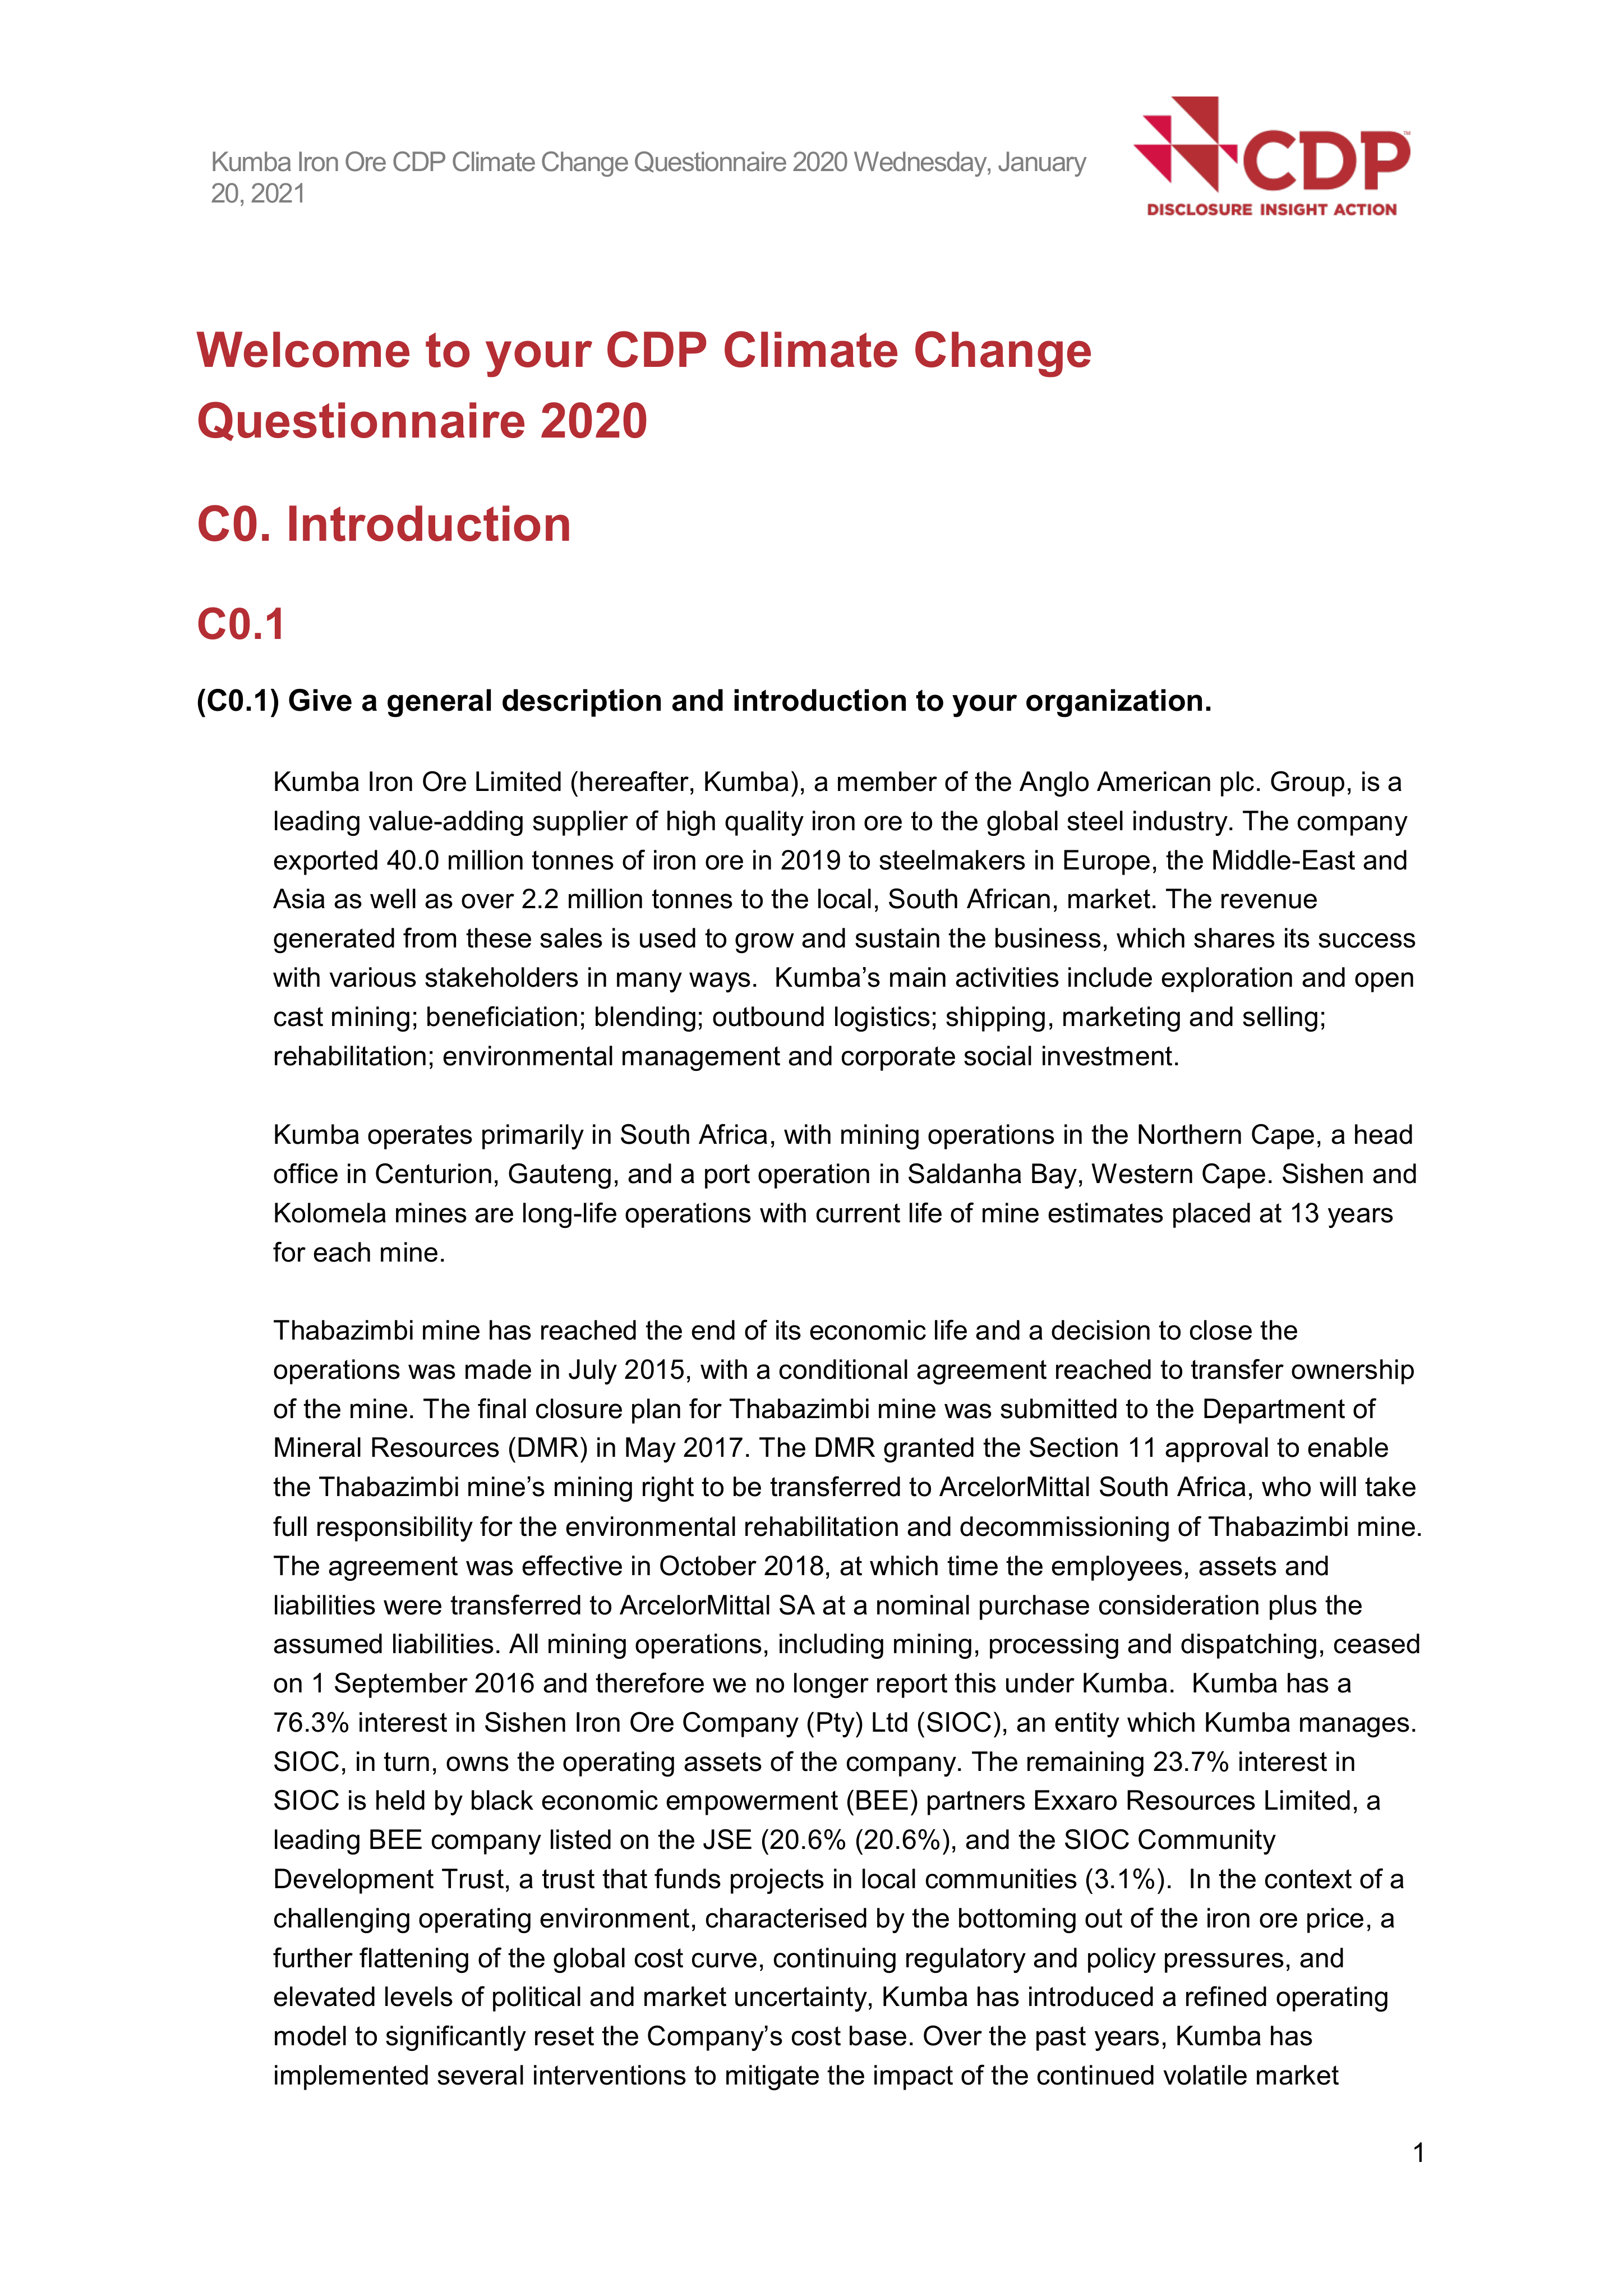 Kumba Iron Ore CDP Climate Change Questionnaire 2020 Wednesday, January
20, 2021
CDP™
DISCLOSURE INSIGHT ACTION
Welcome to your CDP Climate Change
Questionnaire 2020
C0. Introduction
C0.1
(C0.1) Give a general description and introduction to your organization.
Kumba Iron Ore Limited (hereafter, Kumba), a member of the Anglo American plc. Group, is a
leading value-adding supplier of high quality iron ore to the global steel industry. The company
exported 40.0 million tonnes of iron ore in 2019 to steelmakers in Europe, the Middle-East and
Asia as well as over 2.2 million tonnes to the local, South African, market. The revenue
generated from these sales is used to grow and sustain the business, which shares its success
with various stakeholders in many ways.  Kumba's main activities include exploration and open
cast mining; beneficiation; blending; outbound logistics; shipping, marketing and selling;
rehabilitation; environmental management and corporate social investment.
Kumba operates primarily in South Africa, with mining operations in the Northern Cape, a head
office in Centurion, Gauteng, and a port operation in Saldanha Bay, Western Cape. Sishen and
Kolomela mines are long-life operations with current life of mine estimates placed at 13 years
for each mine.
Thabazimbi mine has reached the end of its economic life and a decision to close the
operations was made in July 2015, with a conditional agreement reached to transfer ownership
of the mine. The final closure plan for Thabazimbi mine was submitted to the Department of
Mineral Resources (DMR) in May 2017. The DMR granted the Section 11 approval to enable
the Thabazimbi mine's mining right to be transferred to ArcelorMittal South Africa, who will take
full responsibility for the environmental rehabilitation and decommissioning of Thabazimbi mine.
The agreement was effective in October 2018, at which time the employees, assets and
liabilities were transferred to ArcelorMittal SA at a nominal purchase consideration plus the
assumed liabilities. All mining operations, including mining, processing and dispatching, ceased
on 1 September 2016 and therefore we no longer report this under Kumba.  Kumba has a
76.3% interest in Sishen Iron Ore Company (Pty) Ltd (SIOC), an entity which Kumba manages.
SIOC, in turn, owns the operating assets of the company. The remaining 23.7% interest in
SIOC is held by black economic empowerment (BEE) partners Exxaro Resources Limited, a
leading BEE company listed on the JSE (20.6% (20.6%), and the SIOC Community
Development Trust, a trust that funds projects in local communities (3.1%).  In the context of a
challenging operating environment, characterised by the bottoming out of the iron ore price, a
further flattening of the global cost curve, continuing regulatory and policy pressures, and
elevated levels of political and market uncertainty, Kumba has introduced a refined operating
model to significantly reset the Company's cost base. Over the past years, Kumba has
implemented several interventions to mitigate the impact of the continued volatile market
1